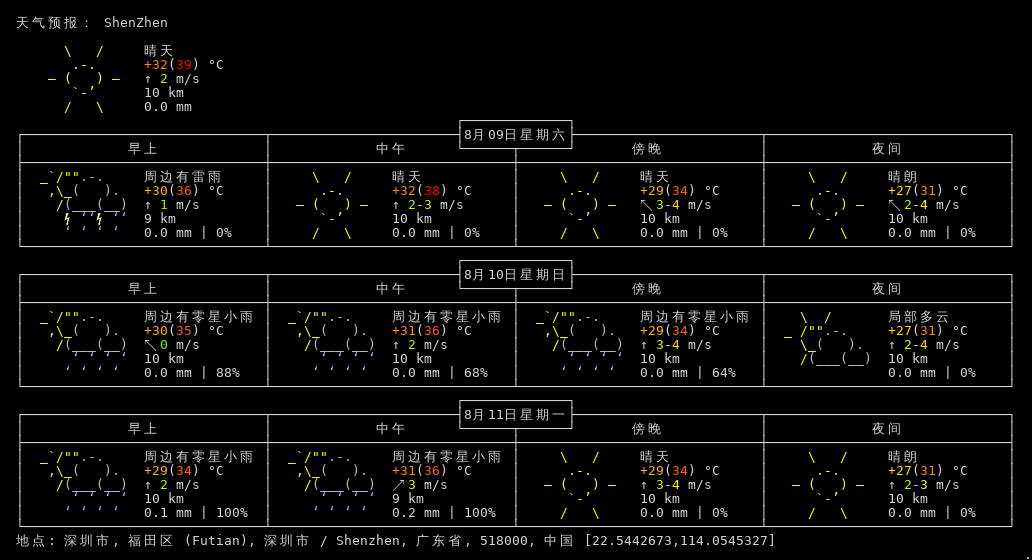 天气预报: ShenZhen
晴天
+32(39) °C
↑ 2 m/s
10 km
0.0 mm
8月09日星期六
早上 中午 傍晚 夜间
周边有雷雨 晴天 晴天 晴朗
+30(36) °C +32(38) °C +29(34) °C +27(31) °C
↑ 1 m/s ↑ 2-3 m/s ↖ 3-4 m/s ↖ 2-4 m/s
9 km 10 km 10 km 10 km
0.0 mm | 0% 0.0 mm | 0% 0.0 mm | 0% 0.0 mm | 0%
8月10日星期日
早上 中午 傍晚 夜间
周边有零星小雨 周边有零星小雨 周边有零星小雨 局部多云
+30(35) °C +31(36) °C +29(34) °C +27(31) °C
↖ 0 m/s ↑ 2 m/s ↑ 3-4 m/s ↑ 2-4 m/s
10 km 10 km 10 km 10 km
0.0 mm | 88% 0.0 mm | 68% 0.0 mm | 64% 0.0 mm | 0%
8月11日星期一
早上 中午 傍晚 夜间
周边有零星小雨 周边有零星小雨 晴天 晴朗
+29(34) °C +31(36) °C +29(34) °C +27(31) °C
↑ 2 m/s ↗ 3 m/s ↑ 3-4 m/s ↑ 2-3 m/s
10 km 9 km 10 km 10 km
0.1 mm | 100% 0.2 mm | 100% 0.0 mm | 0% 0.0 mm | 0%
地点: 深圳市, 福田区 (Futian), 深圳市 / Shenzhen, 广东省, 518000, 中国 [22.5442673,114.0545327]